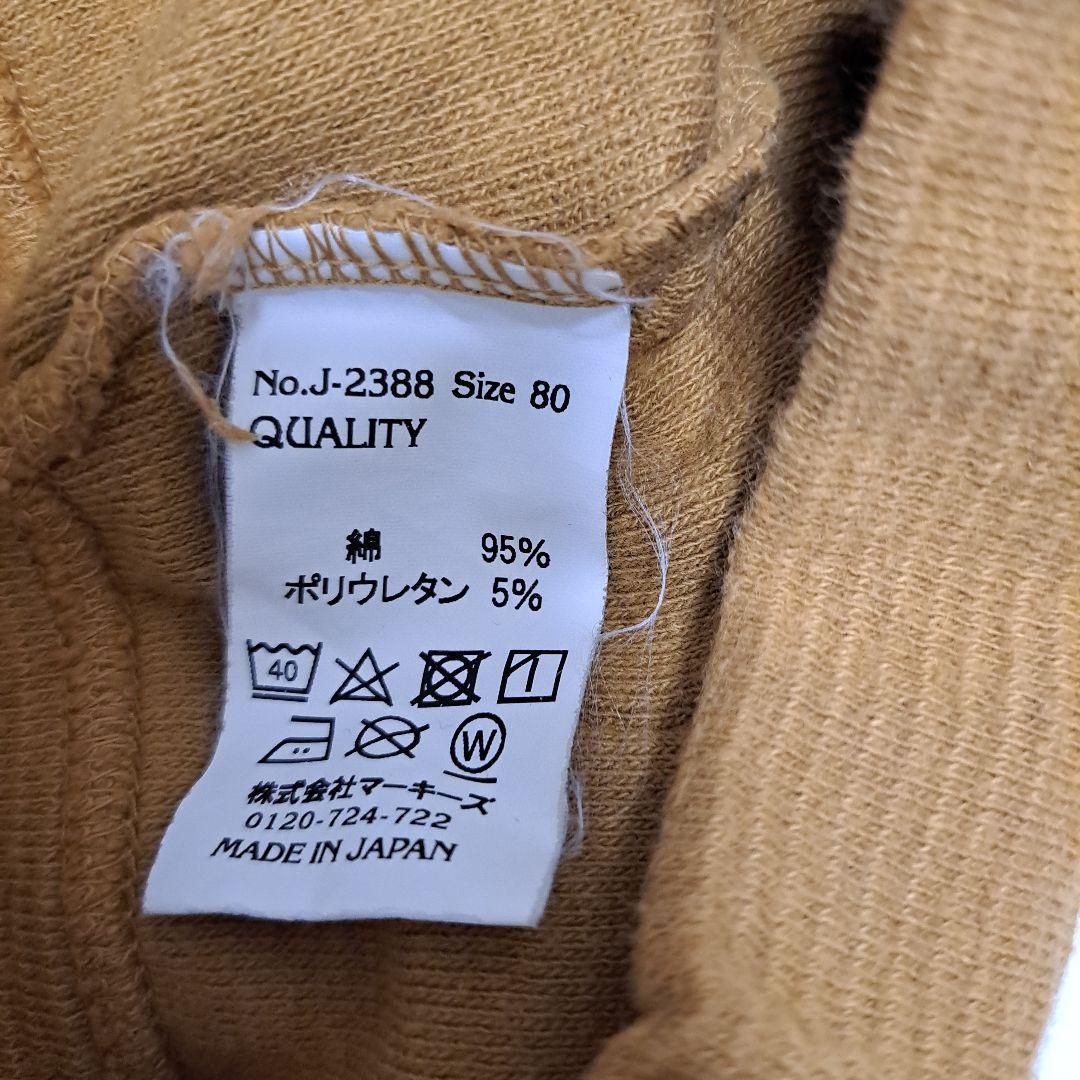 No.J-2388 Size 80
QUALITY
綿 95%
ポリウレタン 5%
40
W
株式会社マーキーズ
0120-724-722
MADE IN JAPAN